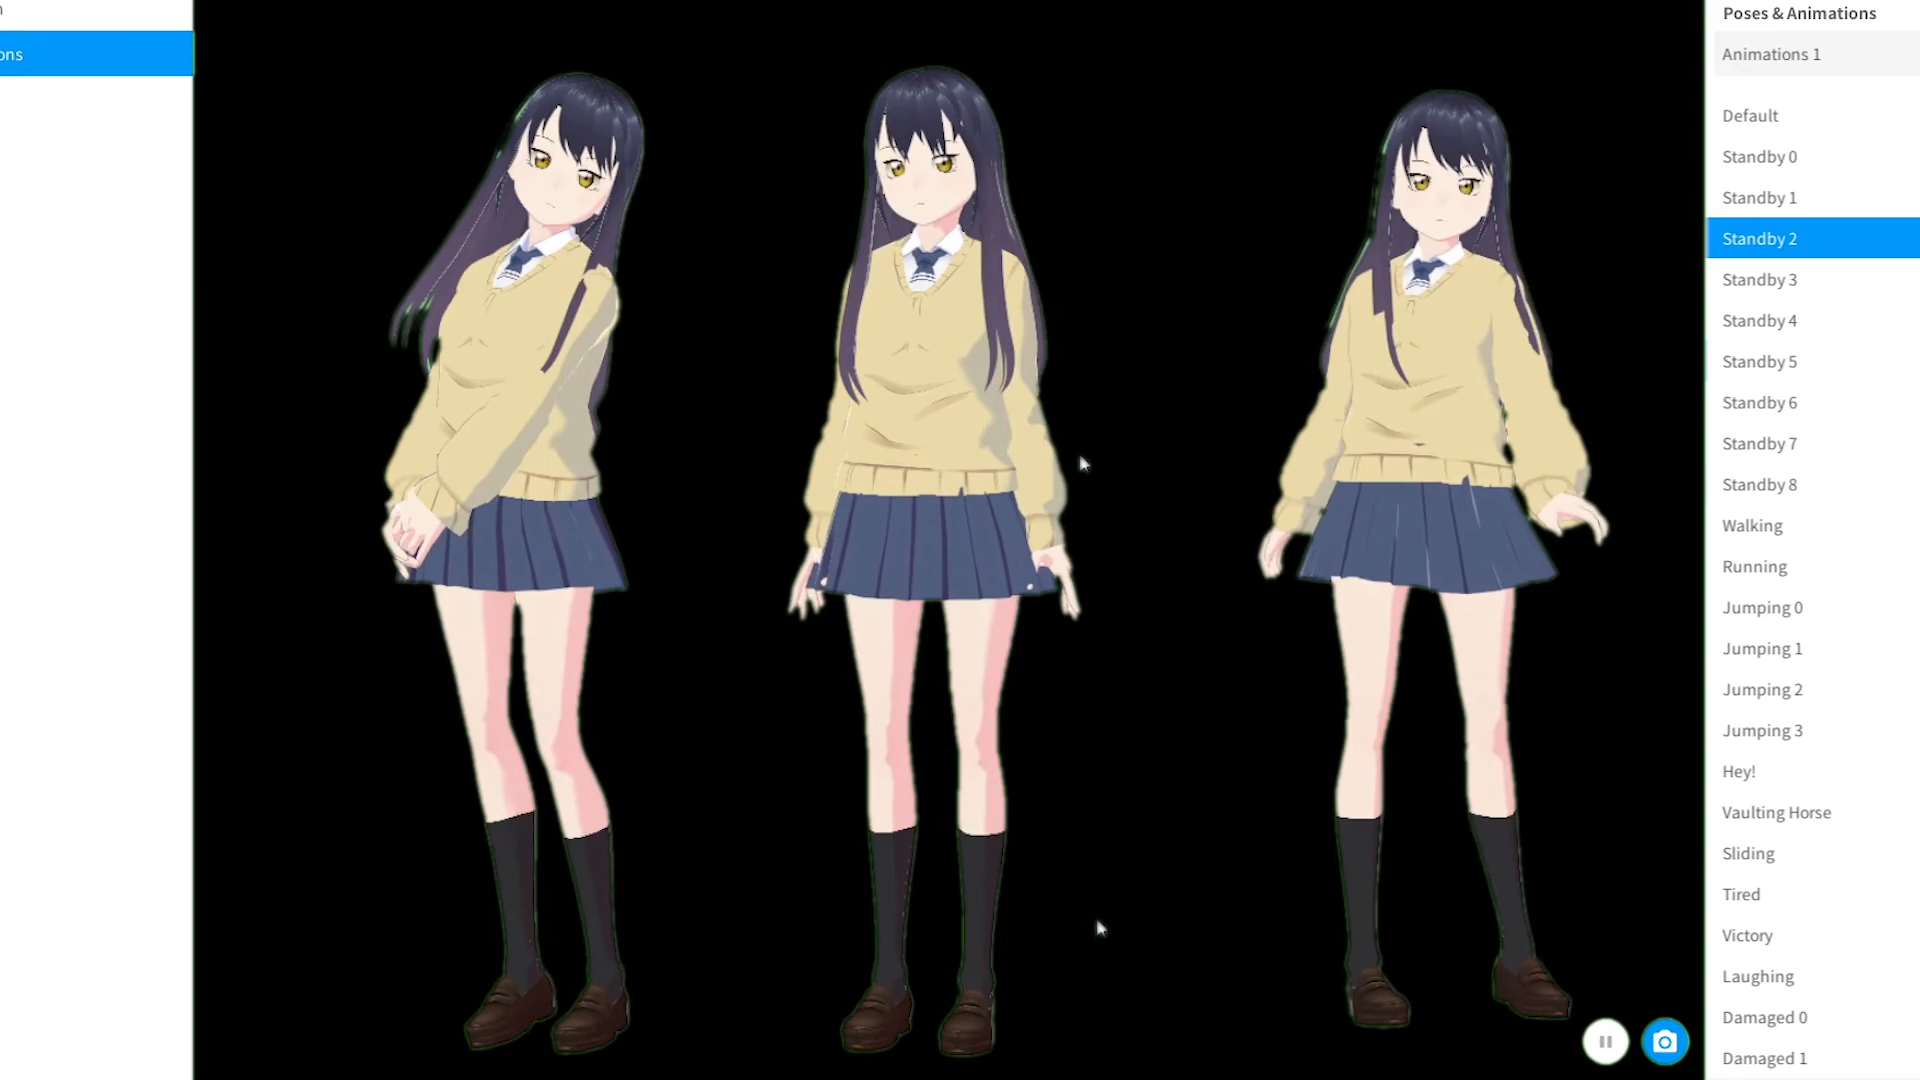 ons
Poses & Animations
Animations 1
Default
Standby 0
Standby 1
Standby 2
Standby 3
Standby 4
Standby 5
Standby 6
Standby 7
Standby 8
Walking
Running
Jumping 0
Jumping 1
Jumping 2
Jumping 3
Hey!
Vaulting Horse
Sliding
Tired
Victory
Laughing
Damaged 0
Damaged 1